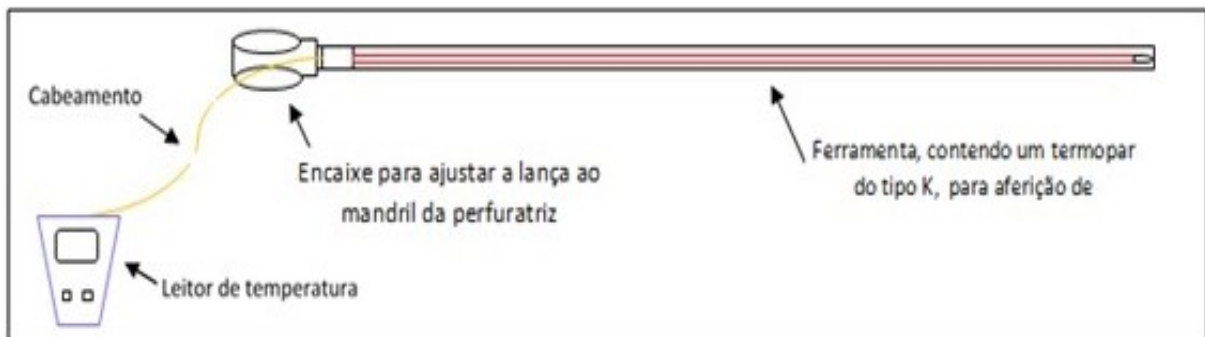 Cabeamento
Encaixe para ajustar a lança ao
mandril da perfuratriz
Ferramenta, contendo um termopar
do tipo K, para aferição de
Leitor de temperatura